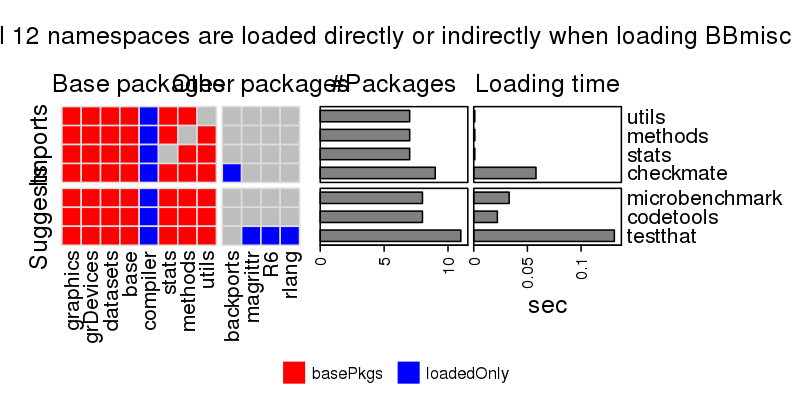 l 12 namespaces are loaded directly or indirectly when loading BBmisc
Base packages
Other packages
#Packages
Loading time
Imports
Suggests
utils
methods
stats
checkmate
microbenchmark
codetools
testthat
graphics
grDevices
datasets
base
compiler
stats
methods
utils
backports
magrittr
R6
rlang
0
5
10
0
0.05
0.1
sec
basePkgs
loadedOnly